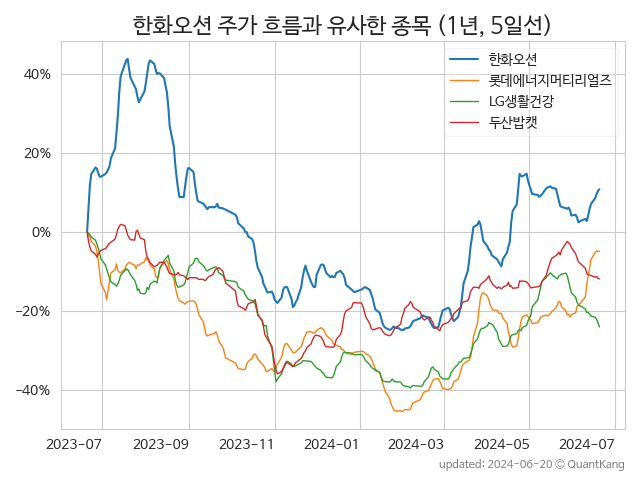 한화오션 주가 흐름과 유사한 종목 (1년, 5일선)
한화오션
롯데에너지머티리얼즈
LG생활건강
두산밥캣
40%
20%
0%
−20%
−40%
2023-07 2023-09 2023-11 2024-01 2024-03 2024-05 2024-07
updated: 2024-06-20 © QuantKang